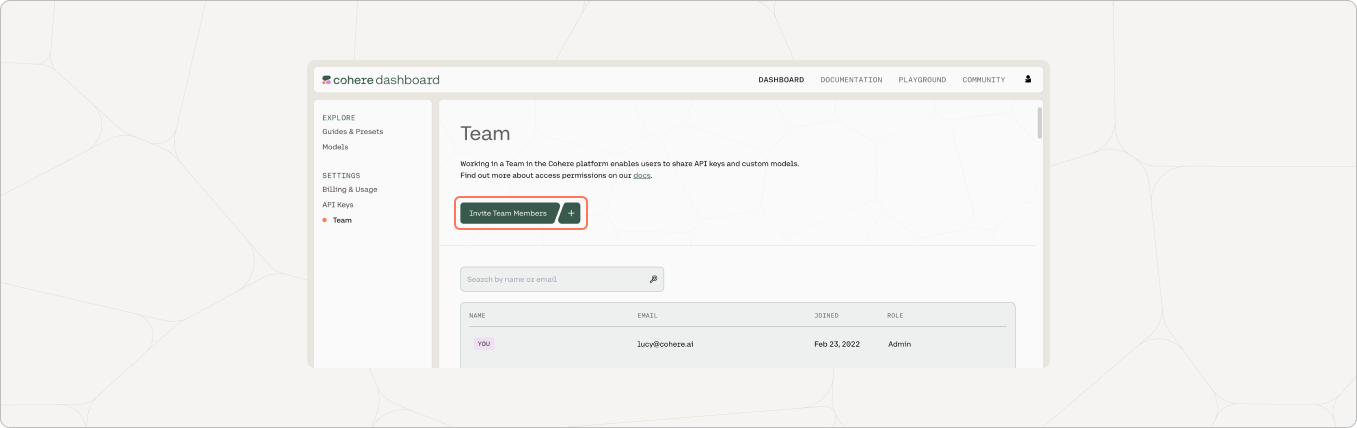 cohere dashboard
DASHBOARD DOCUMENTATION PLAYGROUND COMMUNITY
EXPLORE
Guides & Presets
Models
SETTINGS
Billing & Usage
API Keys
Team
Team
Working in a Team in the Cohere platform enables users to share API keys and custom models.
Find out more about access permissions on our docs.
Invite Team Members +
Search by name or email
NAME EMAIL JOINED ROLE
YOU lucy@cohere.ai Feb 23, 2022 Admin